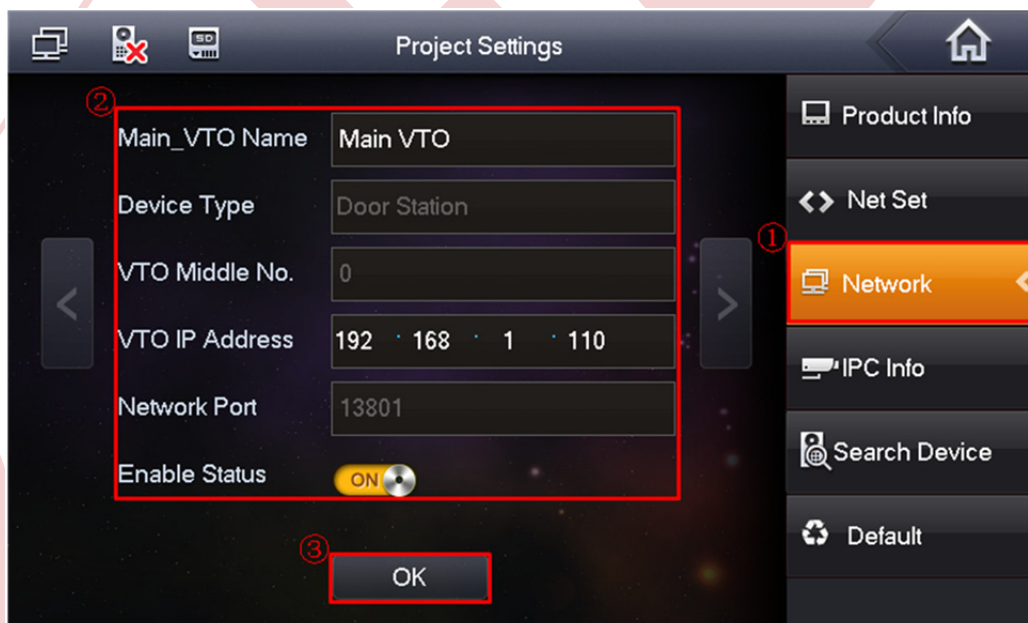 SD
Project Settings
②
Main_VTO Name
Main VTO
Device Type
Door Station
VTO Middle No.
0
VTO IP Address
192 · 168 · 1 · 110
Network Port
13801
Enable Status
ON
③
OK
Product Info
Net Set
①
Network
IPC Info
Search Device
Default